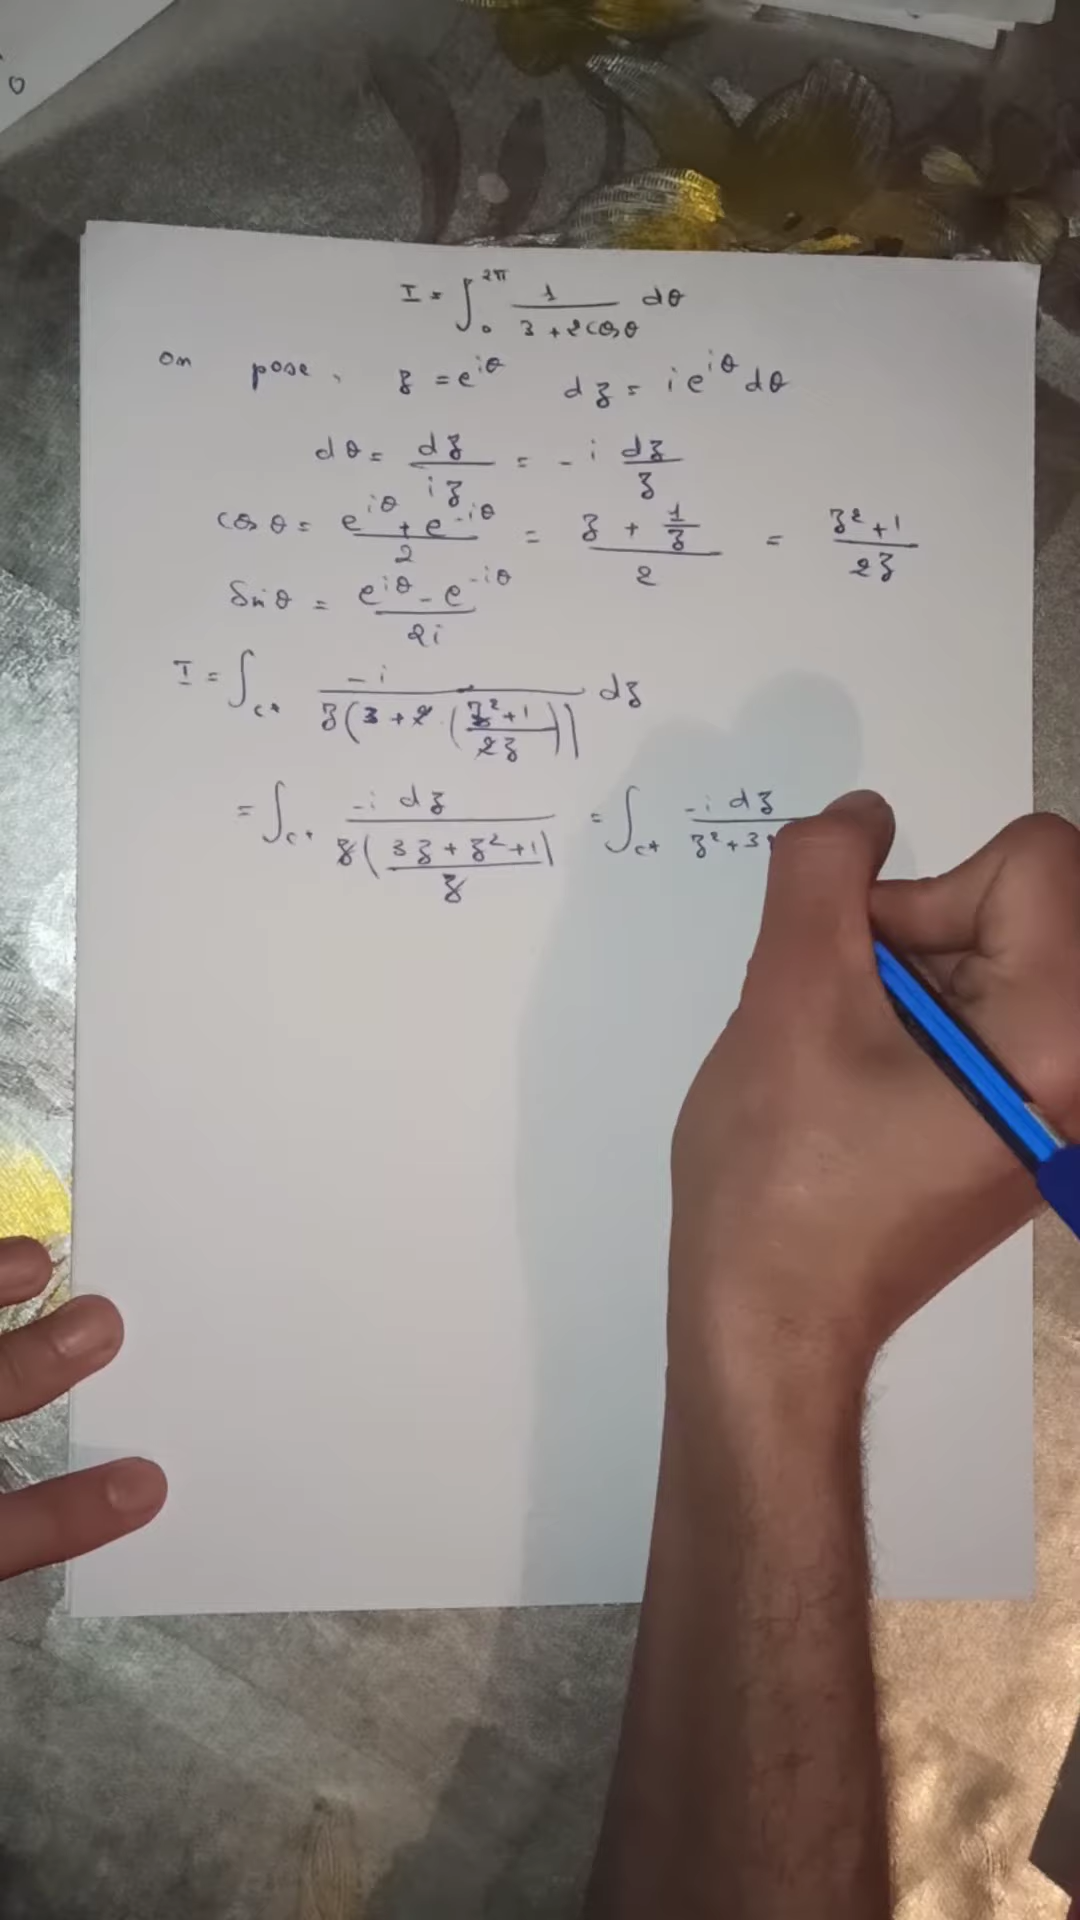 0
I = ∫₀^{2π} 1/(3 + 2cosθ) dθ
on pose, z = e^{iθ} dz = i e^{iθ} dθ
dθ = dz/(iz) = -i dz/z
cosθ = (e^{iθ} + e^{-iθ})/2 = (z + 1/z)/2 = (z² + 1)/(2z)
Sinθ = (e^{iθ} - e^{-iθ})/(2i)
I = ∫_{c+} -i/(z(3 + 2·((z² + 1)/(2z)))) dz
= ∫_{c+} -i dz/(z((3z + z² + 1)/z)) = ∫_{c+} -i dz/(z² + 3